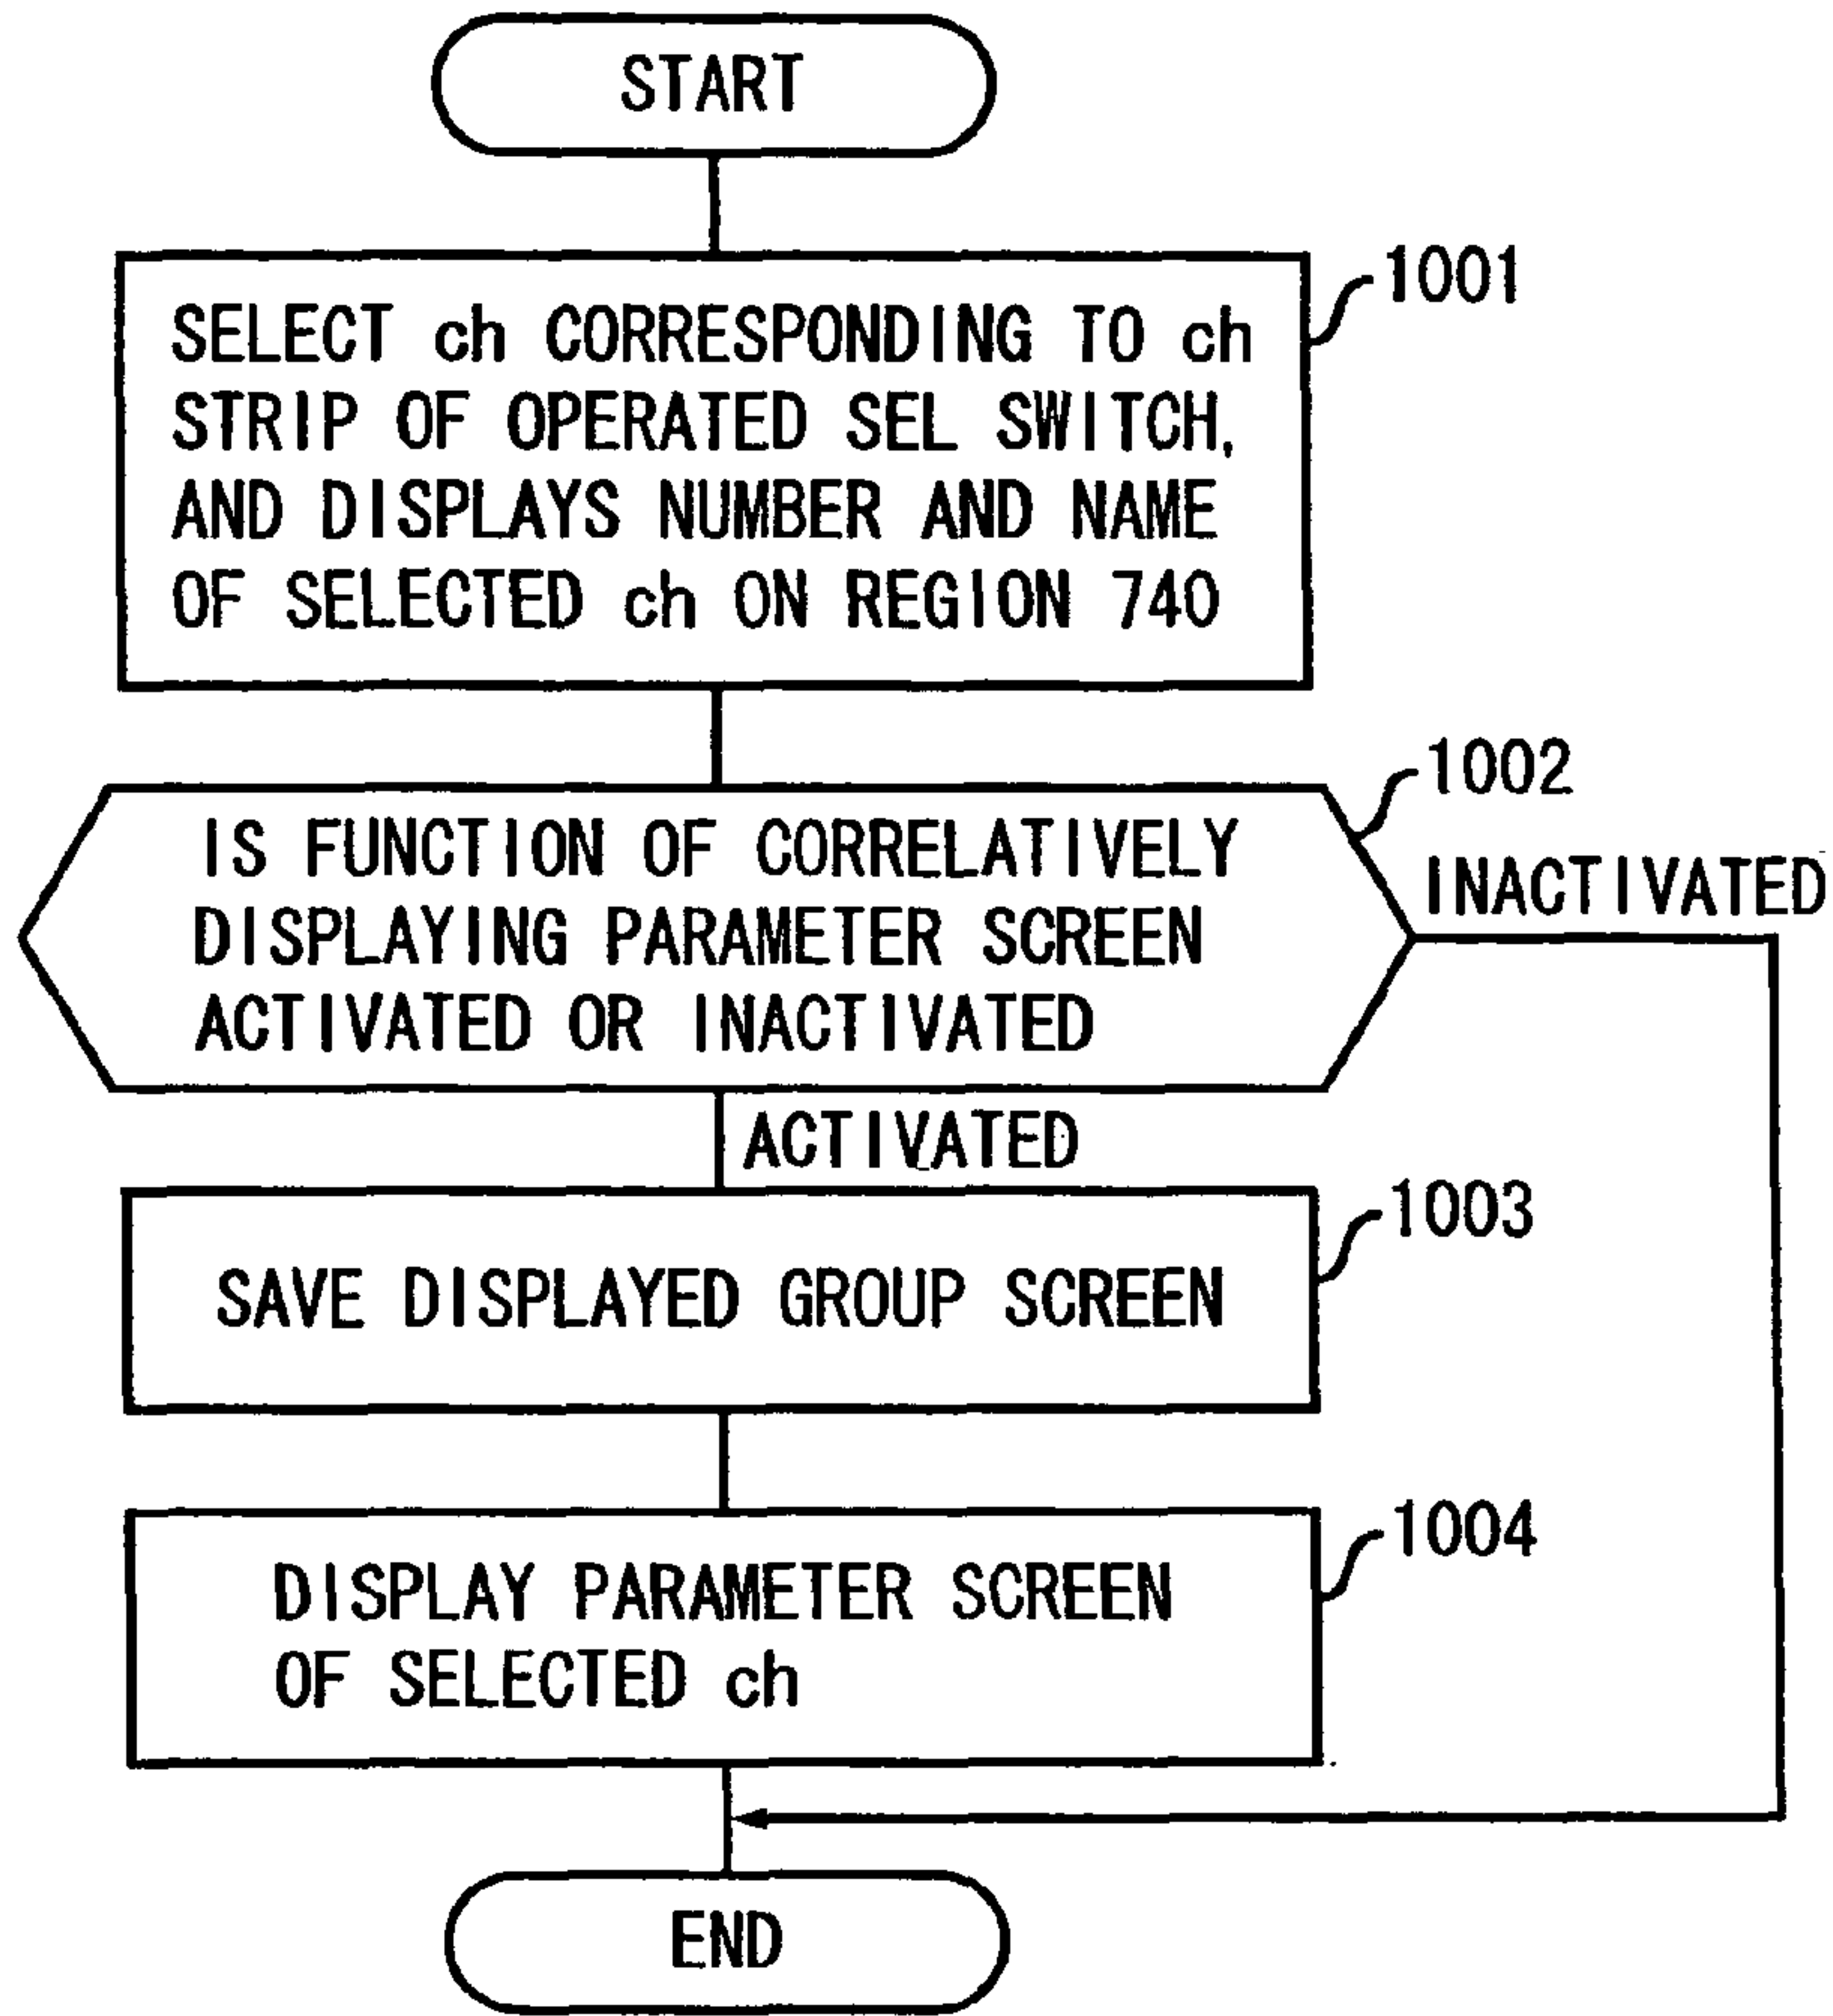 START
1001
SELECT ch CORRESPONDING TO ch
STRIP OF OPERATED SEL SWITCH,
AND DISPLAYS NUMBER AND NAME
OF SELECTED ch ON REGION 740
1002
IS FUNCTION OF CORRELATIVELY
DISPLAYING PARAMETER SCREEN
ACTIVATED OR INACTIVATED
INACTIVATED
ACTIVATED
1003
SAVE DISPLAYED GROUP SCREEN
1004
DISPLAY PARAMETER SCREEN
OF SELECTED ch
END